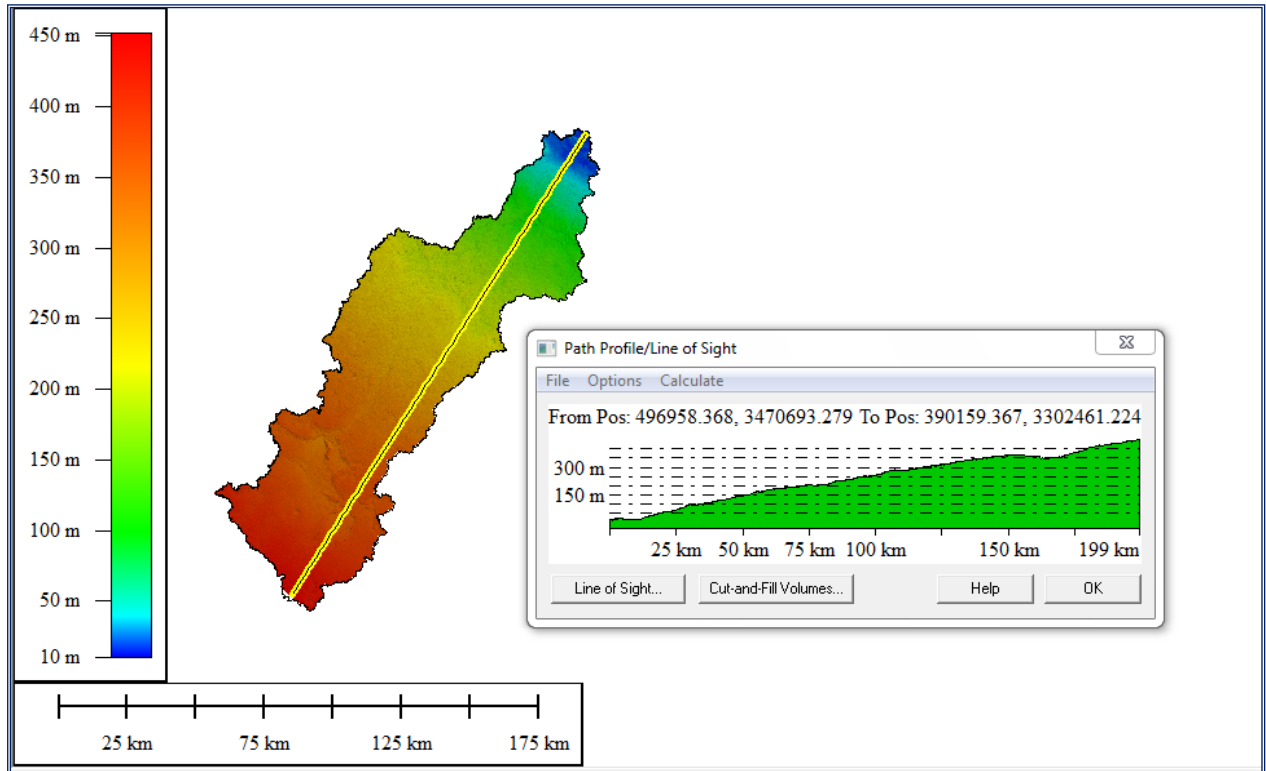 450 m
400 m
350 m
300 m
250 m
200 m
150 m
100 m
50 m
10 m
25 km 75 km 125 km 175 km
Path Profile/Line of Sight
File Options Calculate
From Pos: 496958.368, 3470693.279 To Pos: 390159.367, 3302461.224
300 m
150 m
25 km 50 km 75 km 100 km 150 km 199 km
Line of Sight... Cut-and-Fill Volumes... Help OK